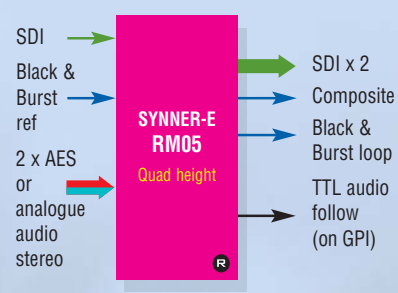 SDI
Black &
Burst
ref
2 x AES
or
analogue
audio
stereo
SYNNER-E
RM05
Quad height
R
SDI x 2
Composite
Black &
Burst loop
TTL audio
follow
(on GPI)